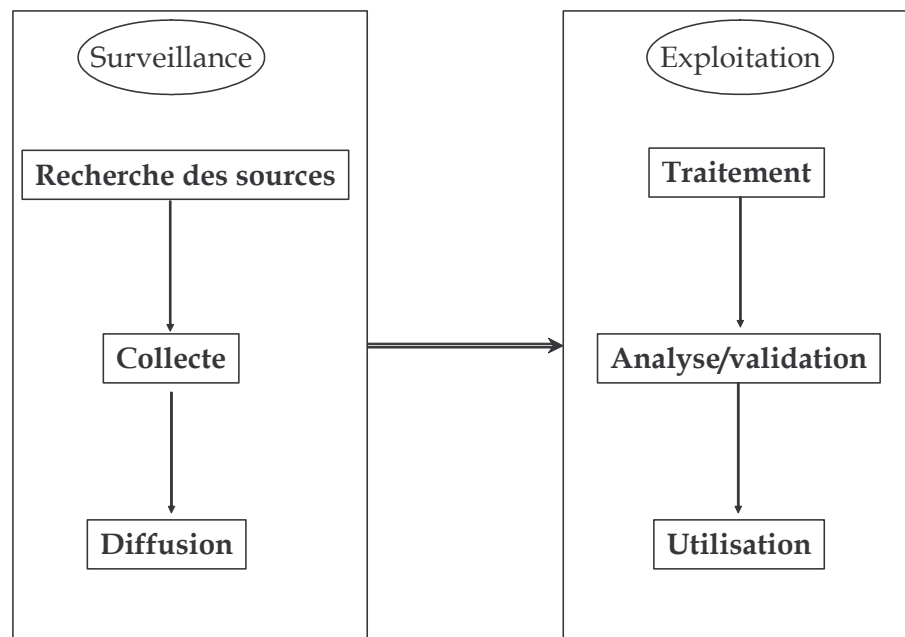 Surveillance
Recherche des sources
Collecte
Diffusion
Exploitation
Traitement
Analyse/validation
Utilisation